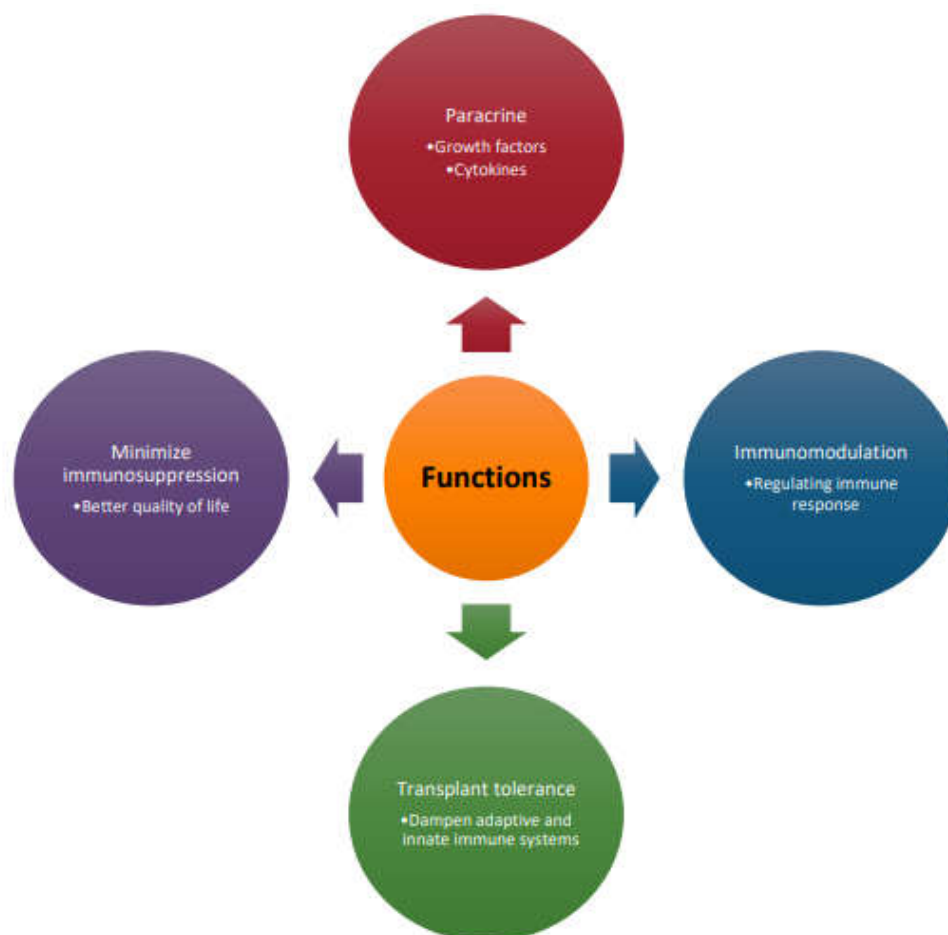 Paracrine
•Growth factors
•Cytokines
Minimize
immunosuppression
•Better quality of life
Functions
Immunomodulation
•Regulating immune
response
Transplant tolerance
•Dampen adaptive and
innate immune systems